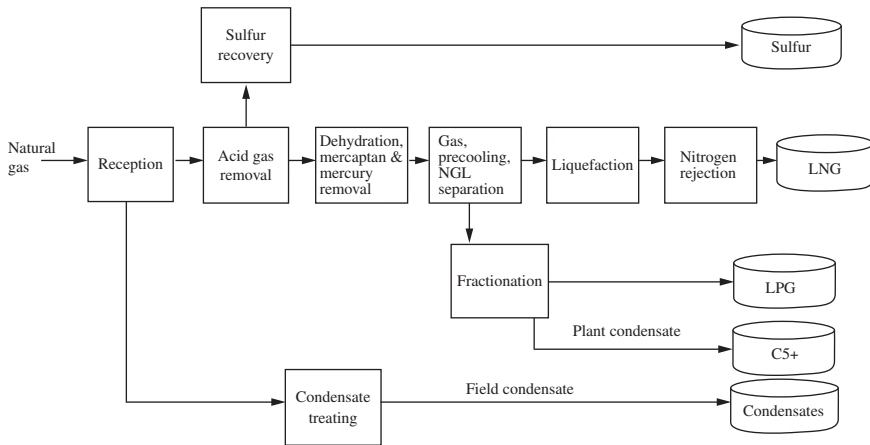 Sulfur
recovery
Sulfur
Natural
gas
Reception
Acid gas
removal
Dehydration,
mercaptan &
mercury
removal
Gas,
precooling,
NGL
separation
Liquefaction
Nitrogen
rejection
LNG
Fractionation
LPG
Plant condensate
C5+
Condensate
treating
Field condensate
Condensates